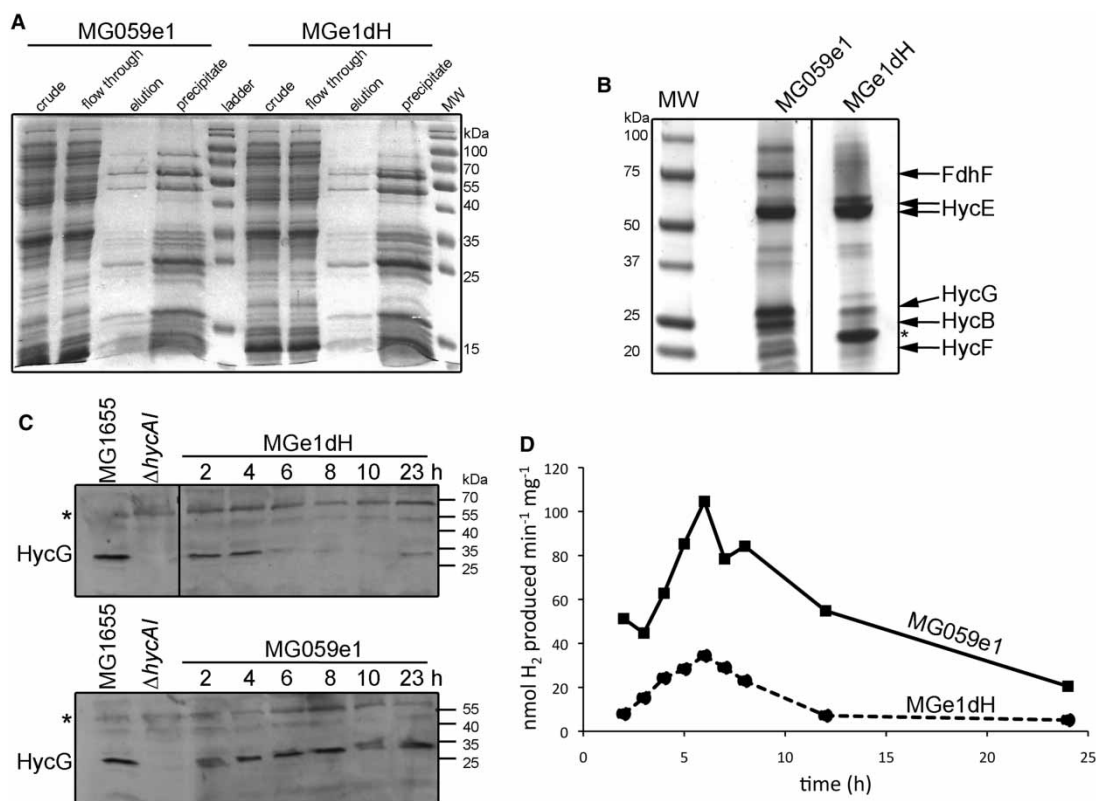 A
MG059e1
MGe1dH
crude
flow through
elution
precipitate
ladder
crude
flow through
elution
precipitate
MW
kDa
100
70
55
40
35
25
15
B
MW
MG059e1
MGe1dH
kDa
100
75
50
37
25
20
FdhF
HycE
HycG
HycB
*
HycF
C
MG1655
ΔhycAI
MGe1dH
2 4 6 8 10 23 h
kDa
70
55
40
35
25
*
HycG
MG1655
ΔhycAI
MG059e1
2 4 6 8 10 23 h
55
40
35
25
*
HycG
D
nmol H₂ produced min⁻¹ mg⁻¹
120
100
80
60
40
20
0
MG059e1
MGe1dH
0 5 10 15 20 25
time (h)